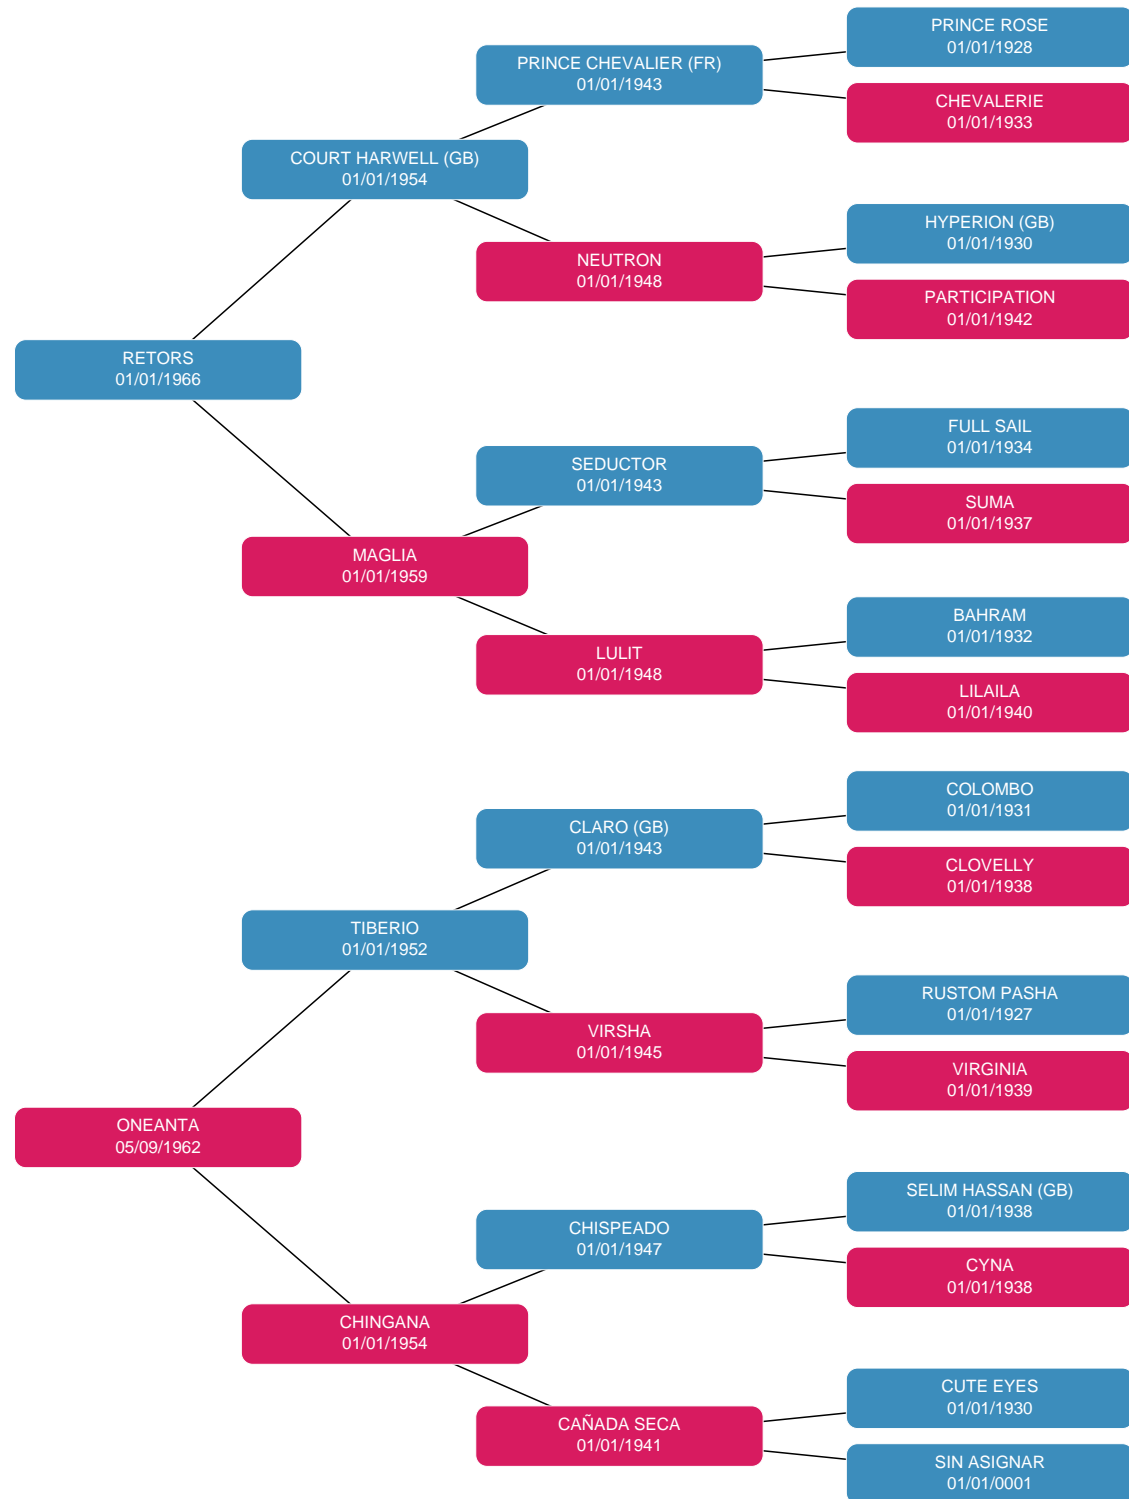 PRINCE ROSE
01/01/1928
PRINCE CHEVALIER (FR)
01/01/1943
CHEVALERIE
01/01/1933
COURT HARWELL (GB)
01/01/1954
HYPERION (GB)
01/01/1930
NEUTRON
01/01/1948
PARTICIPATION
01/01/1942
RETORS
01/01/1966
FULL SAIL
01/01/1934
SEDUCTOR
01/01/1943
SUMA
01/01/1937
MAGLIA
01/01/1959
BAHRAM
01/01/1932
LULIT
01/01/1948
LILAILA
01/01/1940
COLOMBO
01/01/1931
CLARO (GB)
01/01/1943
CLOVELLY
01/01/1938
TIBERIO
01/01/1952
RUSTOM PASHA
01/01/1927
VIRSHA
01/01/1945
VIRGINIA
01/01/1939
ONEANTA
05/09/1962
SELIM HASSAN (GB)
01/01/1938
CHISPEADO
01/01/1947
CYNA
01/01/1938
CHINGANA
01/01/1954
CUTE EYES
01/01/1930
CAÑADA SECA
01/01/1941
SIN ASIGNAR
01/01/0001